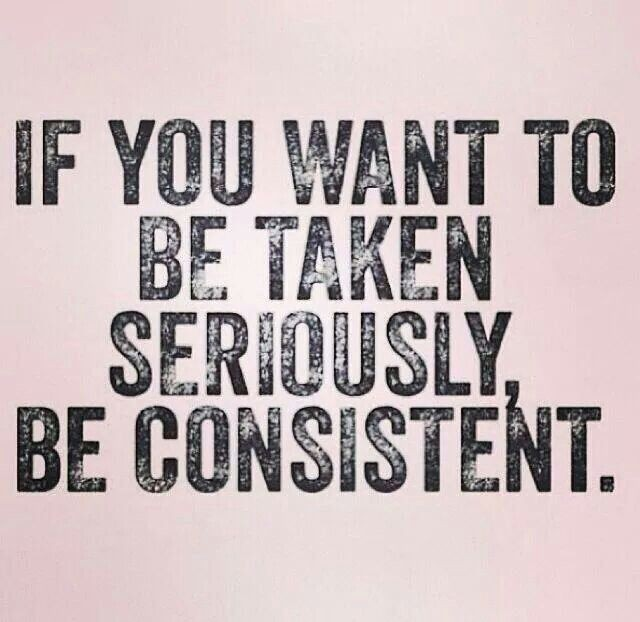 IF YOU WANT TO
BE TAKEN
SERIOUSLY,
BE CONSISTENT.